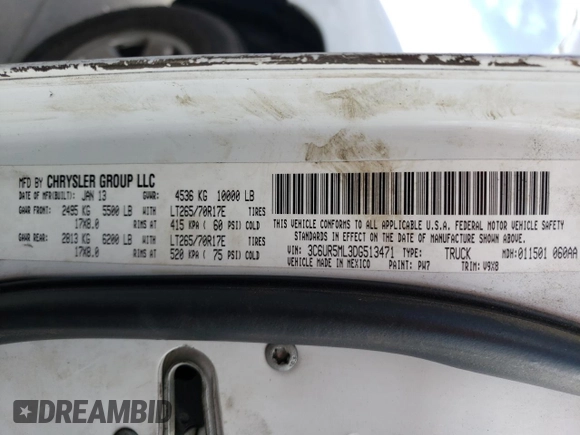 MFD BY CHRYSLER GROUP LLC
DATE OF MFR(BUILT): JAN 13 GVWR: 4536 KG 10000 LB
GAWR FRONT: 2495 KG 5500 LB WITH LT265/70R17E TIRES
17X8.0 RIMS AT 415 KPA ( 60 PSI) COLD
GAWR REAR: 2813 KG 6200 LB WITH LT265/70R17E TIRES
17X8.0 RIMS AT 520 KPA ( 75 PSI) COLD
THIS VEHICLE CONFORMS TO ALL APPLICABLE U.S.A. FEDERAL MOTOR VEHICLE SAFETY
STANDARDS IN EFFECT ON THE DATE OF MANUFACTURE SHOWN ABOVE.
VIN: 3C6UR5ML3DG513471 TYPE: TRUCK MDH: 011501 060AA
VEHICLE MADE IN MEXICO PAINT: PW7 TRIM: V9X8
DREAMBID